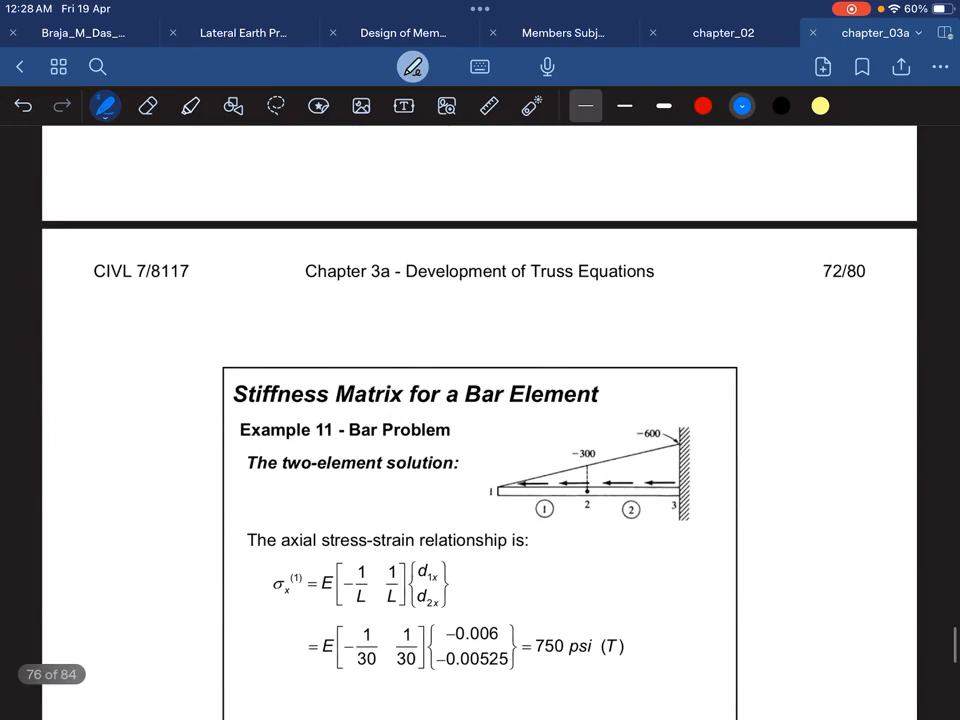 12:28 AM Fri 19 Apr 60%
Braja_M_Das_... Lateral Earth Pr... Design of Mem... Members Subj... chapter_02 chapter_03a
CIVL 7/8117 Chapter 3a - Development of Truss Equations 72/80
Stiffness Matrix for a Bar Element
Example 11 - Bar Problem
The two-element solution:
−600
−300
1 2 3
① ②
The axial stress-strain relationship is:
σₓ⁽¹⁾ = E[−1/L 1/L]{d₁ₓ d₂ₓ}
= E[−1/30 1/30]{−0.006 −0.00525} = 750 psi (T)
76 of 84